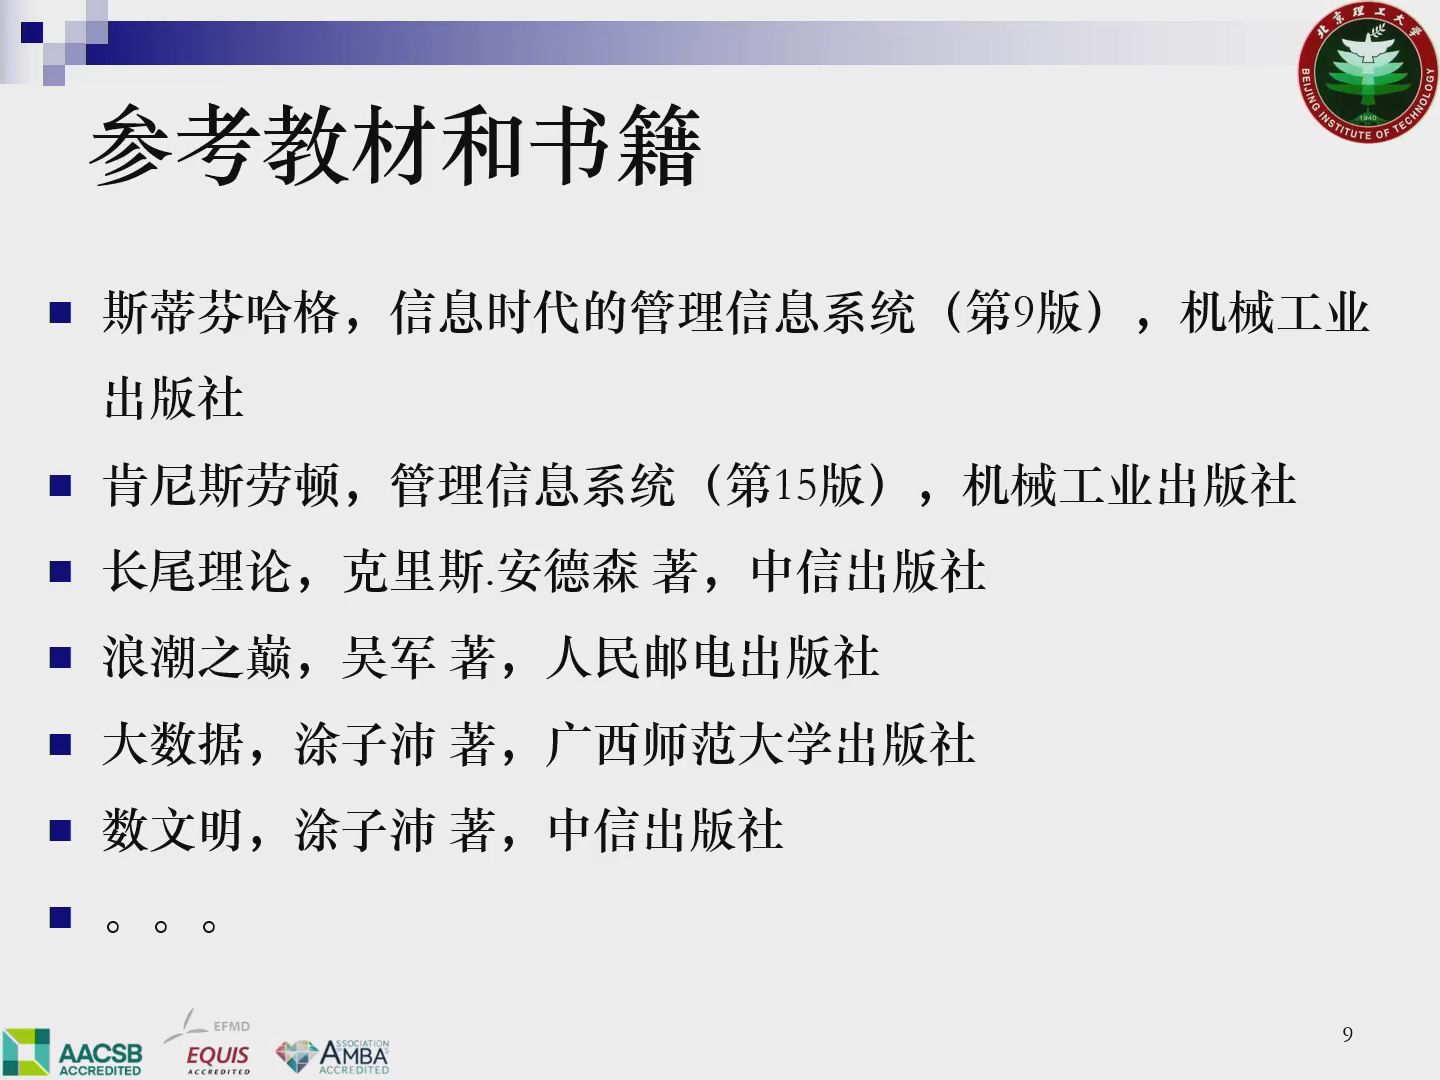 北京理工大学
BEIJING INSTITUTE OF TECHNOLOGY
1940
参考教材和书籍
斯蒂芬哈格，信息时代的管理信息系统（第9版），机械工业
出版社
肯尼斯劳顿，管理信息系统（第15版），机械工业出版社
长尾理论，克里斯.安德森 著，中信出版社
浪潮之巅，吴军 著，人民邮电出版社
大数据，涂子沛 著，广西师范大学出版社
数文明，涂子沛 著，中信出版社
。。。
AACSB
ACCREDITED
EFMD
EQUIS
ACCREDITED
ASSOCIATION
AMBA
ACCREDITED
9